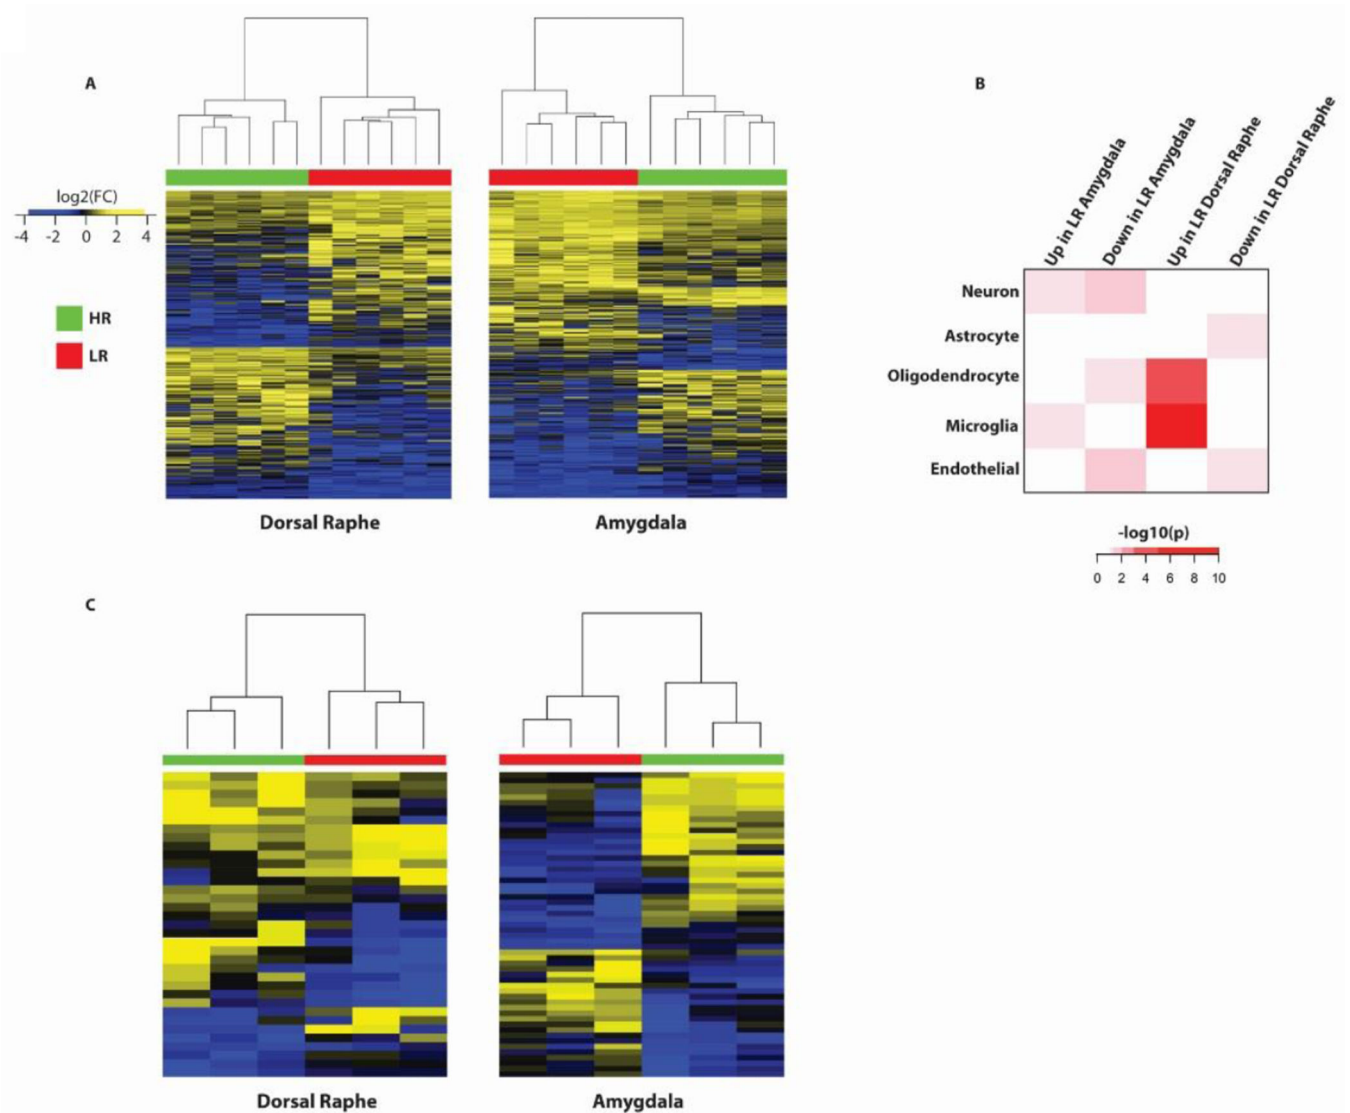 A
B
log2(FC)
-4 -2 0 2 4
HR
LR
Dorsal Raphe
Amygdala
Up in LR Amygdala
Down in LR Amygdala
Up in LR Dorsal Raphe
Down in LR Dorsal Raphe
Neuron
Astrocyte
Oligodendrocyte
Microglia
Endothelial
-log10(p)
0 2 4 6 8 10
C
Dorsal Raphe
Amygdala